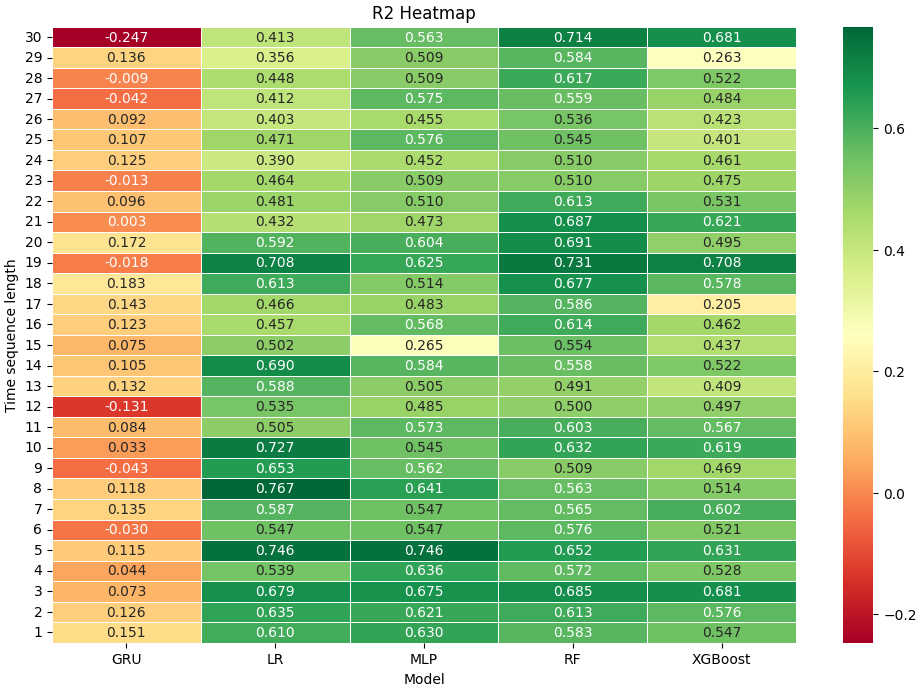 R2 Heatmap
30 -0.247 0.413 0.563 0.714 0.681
29 0.136 0.356 0.509 0.584 0.263
28 -0.009 0.448 0.509 0.617 0.522
27 -0.042 0.412 0.575 0.559 0.484
26 0.092 0.403 0.455 0.536 0.423
25 0.107 0.471 0.576 0.545 0.401
24 0.125 0.390 0.452 0.510 0.461
23 -0.013 0.464 0.509 0.510 0.475
22 0.096 0.481 0.510 0.613 0.531
21 0.003 0.432 0.473 0.687 0.621
20 0.172 0.592 0.604 0.691 0.495
19 -0.018 0.708 0.625 0.731 0.708
18 0.183 0.613 0.514 0.677 0.578
17 0.143 0.466 0.483 0.586 0.205
16 0.123 0.457 0.568 0.614 0.462
15 0.075 0.502 0.265 0.554 0.437
14 0.105 0.690 0.584 0.558 0.522
13 0.132 0.588 0.505 0.491 0.409
12 -0.131 0.535 0.485 0.500 0.497
11 0.084 0.505 0.573 0.603 0.567
10 0.033 0.727 0.545 0.632 0.619
9 -0.043 0.653 0.562 0.509 0.469
8 0.118 0.767 0.641 0.563 0.514
7 0.135 0.587 0.547 0.565 0.602
6 -0.030 0.547 0.547 0.576 0.521
5 0.115 0.746 0.746 0.652 0.631
4 0.044 0.539 0.636 0.572 0.528
3 0.073 0.679 0.675 0.685 0.681
2 0.126 0.635 0.621 0.613 0.576
1 0.151 0.610 0.630 0.583 0.547
GRU LR MLP RF XGBoost
Model
Time sequence length
0.6
0.4
0.2
0.0
−0.2